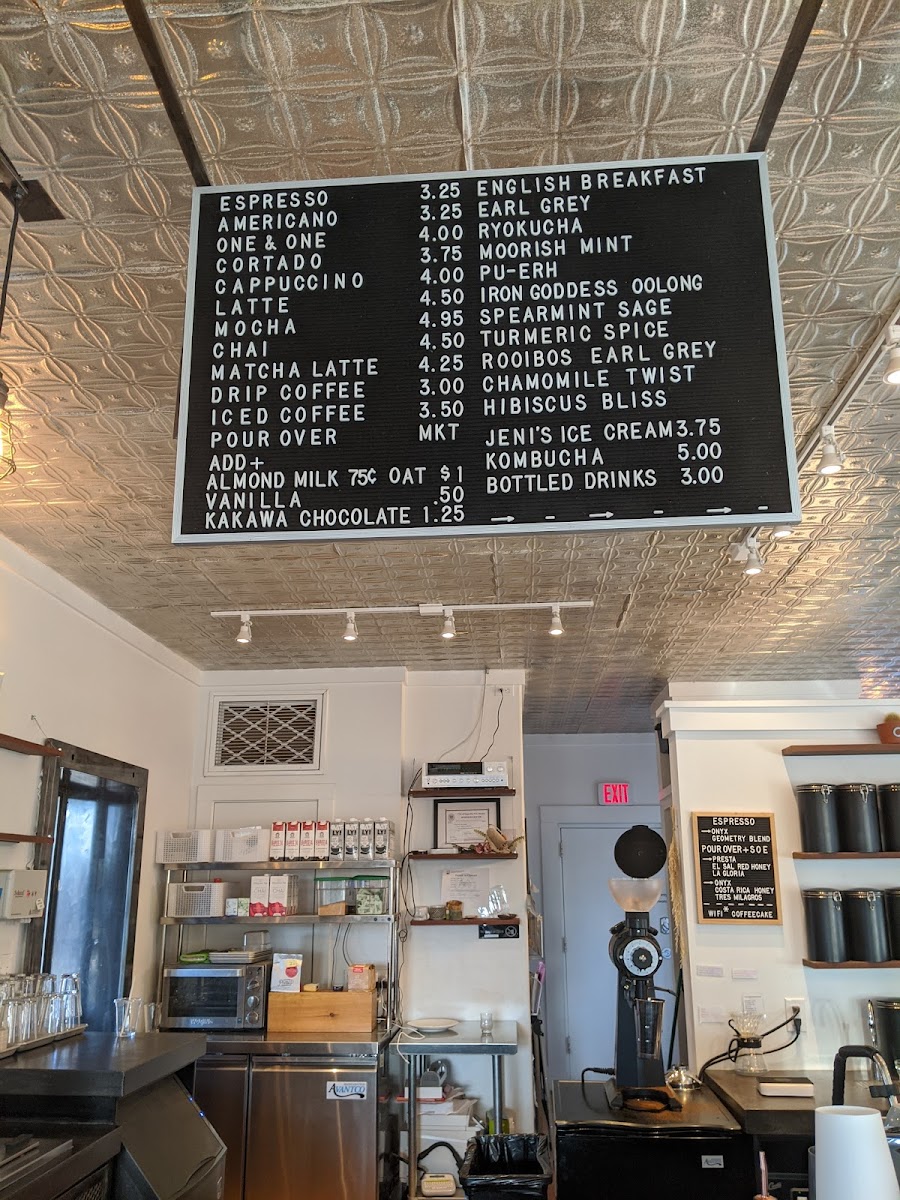 ESPRESSO 3.25
AMERICANO 3.25
ONE & ONE 4.00
CORTADO 3.75
CAPPUCCINO 4.00
LATTE 4.50
MOCHA 4.95
CHAI 4.50
MATCHA LATTE 4.25
DRIP COFFEE 3.00
ICED COFFEE 3.50
POUR OVER MKT
ADD+
ALMOND MILK 75¢ OAT $1
VANILLA .50
KAKAWA CHOCOLATE 1.25
ENGLISH BREAKFAST
EARL GREY
RYOKUCHA
MOORISH MINT
PU-ERH
IRON GODDESS OOLONG
SPEARMINT SAGE
TURMERIC SPICE
ROOIBOS EARL GREY
CHAMOMILE TWIST
HIBISCUS BLISS
JENI'S ICE CREAM 3.75
KOMBUCHA 5.00
BOTTLED DRINKS 3.00
→ - → - → -
EXIT
ESPRESSO
→ONYX
GEOMETRY BLEND
POUR OVER + SOE
→PRESTA
EL SAL RED HONEY
LA GLORIA
→ONYX
COSTA RICA HONEY
TRES MILAGROS
WIFI * COFFEECAKE
AVANTCO